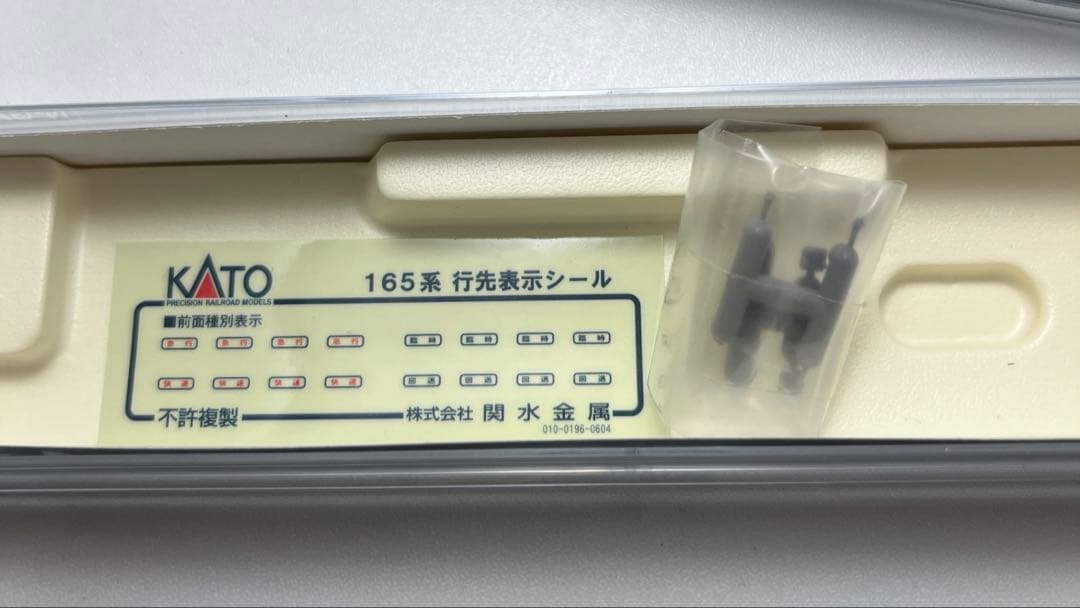 KATO
PRECISION RAILROAD MODELS
165系 行先表示シール
■前面種別表示
急行 急行 急行 急行 臨時 臨時 臨時 臨時
快速 快速 快速 快速 回送 回送 回送 回送
不許複製
株式会社 関水金属
010-0196-0604